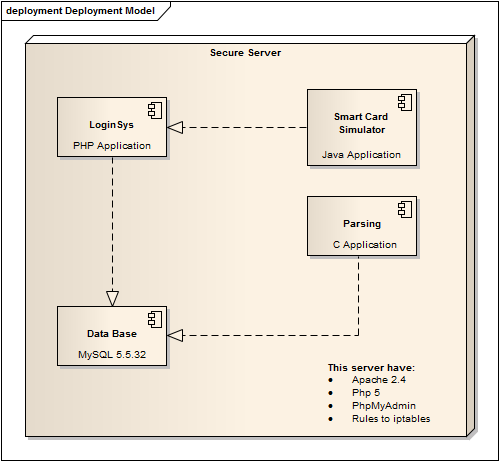 deployment Deployment Model
Secure Server
LoginSys
PHP Application
Smart Card
Simulator
Java Application
Parsing
C Application
Data Base
MySQL 5.5.32
This server have:
• Apache 2.4
• Php 5
• PhpMyAdmin
• Rules to iptables